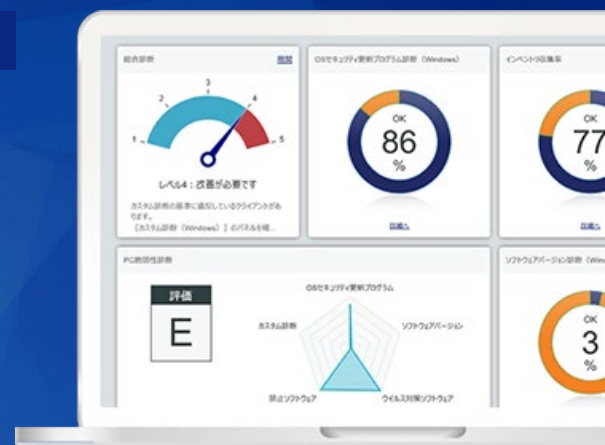 総合診断
展開
1
2
3
4
5
レベル4：改善が必要です
カスタム診断の基準に違反しているクライアントがあ
ります。
［カスタム診断（Windows）］のパネルを確...
OSセキュリティ更新プログラム診断（Windows）
OK
86
%
詳細へ
インベントリ収集率
OK
77
%
詳細へ
PC脆弱性診断
評価
E
OSセキュリティ更新プログラム
カスタム診断
ソフトウェアバージョン
禁止ソフトウェア
ウイルス対策ソフトウェア
ソフトウェアバージョン診断（Wind
OK
3
%